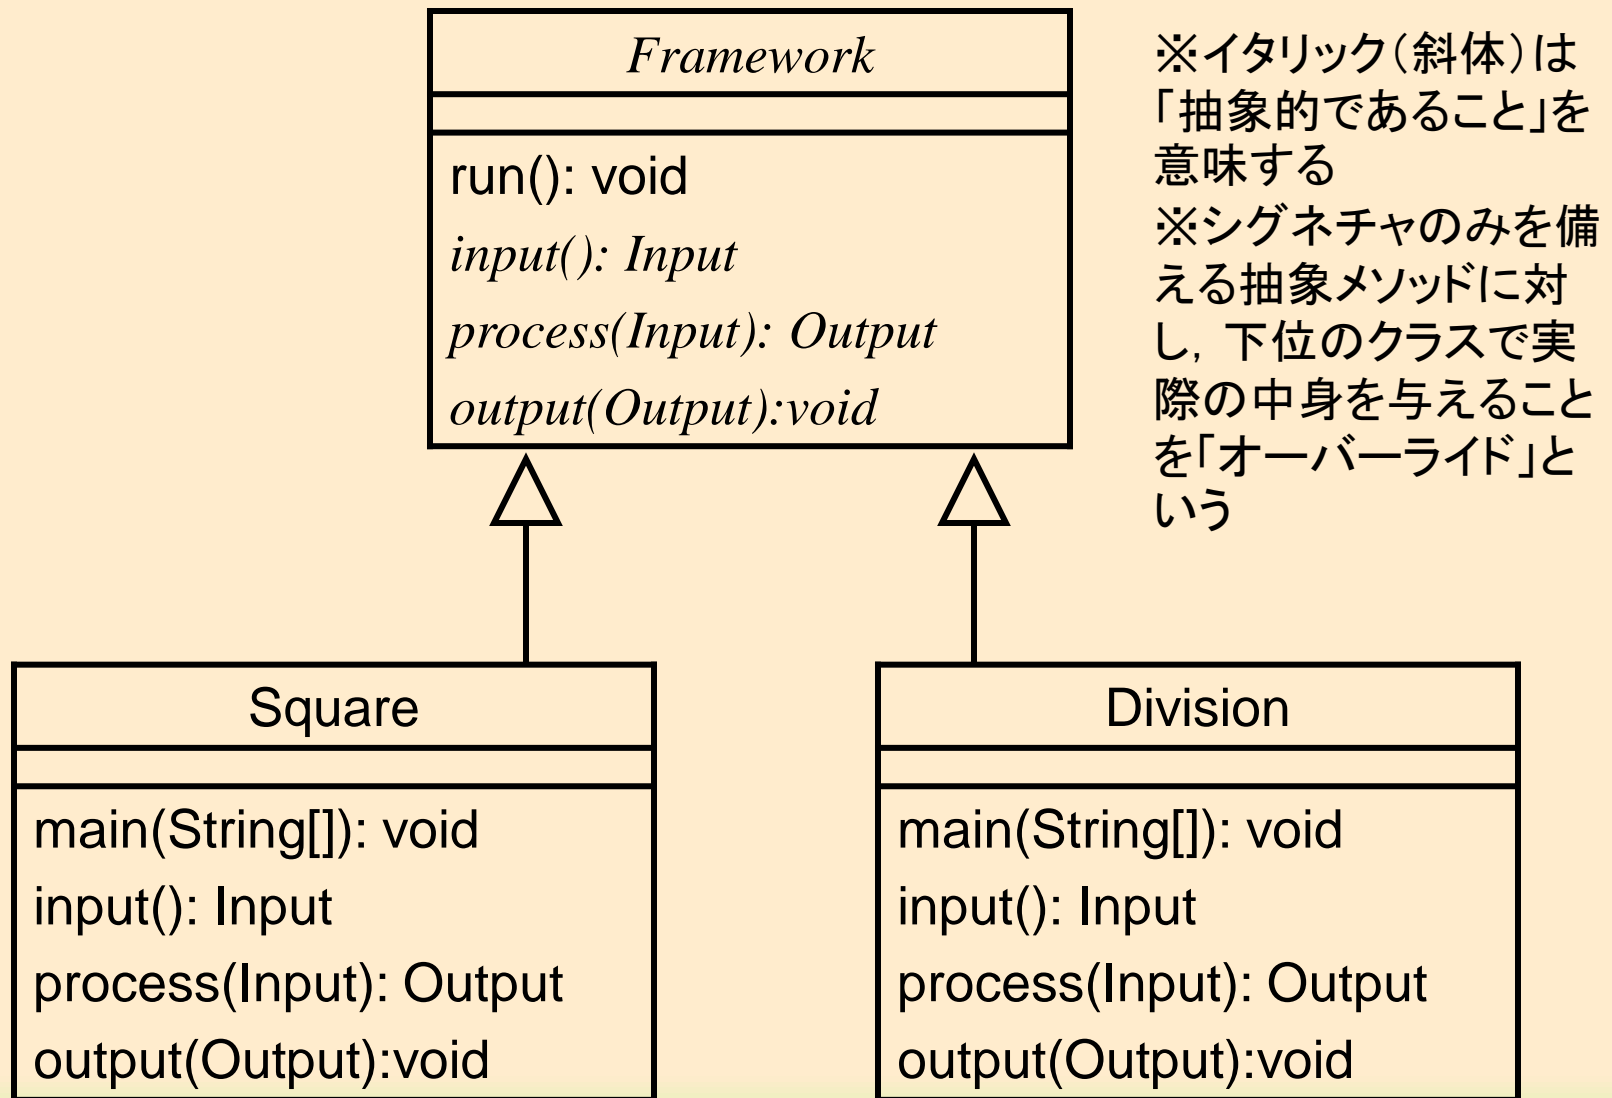 Framework
run(): void
input(): Input
process(Input): Output
output(Output):void
※イタリック(斜体)は
「抽象的であること」を
意味する
※シグネチャのみを備
える抽象メソッドに対
し,下位のクラスで実
際の中身を与えること
を「オーバーライド」と
いう
Square
main(String[]): void
input(): Input
process(Input): Output
output(Output):void
Division
main(String[]): void
input(): Input
process(Input): Output
output(Output):void